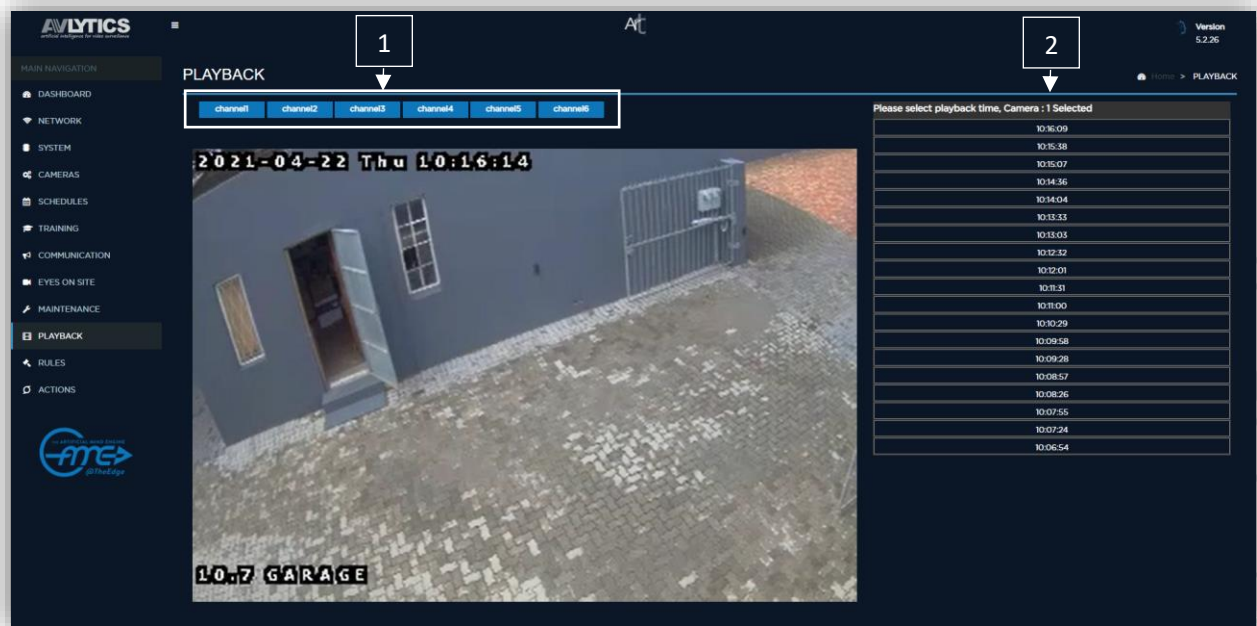 AVLYTICS
artificial intelligence for video surveillance
Art
Version
5.2.26
1
2
MAIN NAVIGATION
DASHBOARD
NETWORK
SYSTEM
CAMERAS
SCHEDULES
TRAINING
COMMUNICATION
EYES ON SITE
MAINTENANCE
PLAYBACK
RULES
ACTIONS
THE ARTIFICIAL MIND ENGINE
AME
@TheEdge
PLAYBACK
Home > PLAYBACK
channel1 channel2 channel3 channel4 channel5 channel6
2021-04-22 Thu 10:16:14
10.7 GARAGE
Please select playback time, Camera : 1 Selected
10:16:09
10:15:38
10:15:07
10:14:36
10:14:04
10:13:33
10:13:03
10:12:32
10:12:01
10:11:31
10:11:00
10:10:29
10:09:58
10:09:28
10:08:57
10:08:26
10:07:55
10:07:24
10:06:54